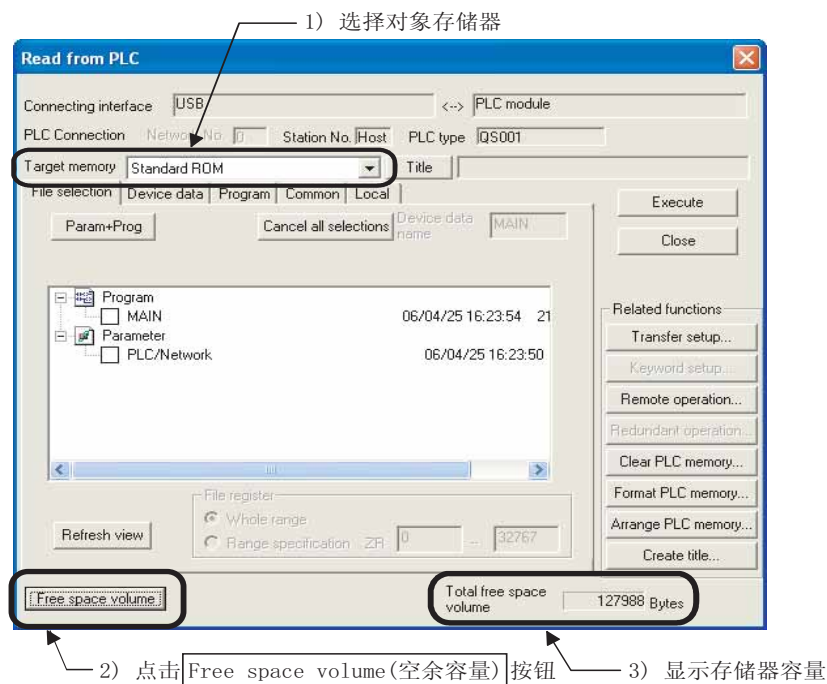 1) 选择对象存储器
Read from PLC
Connecting interface USB <--> PLC module
PLC Connection Network No. 0 Station No. Host PLC type QS001
Target memory Standard ROM Title
File selection Device data Program Common Local
Execute
Param+Prog Cancel all selections Device data name MAIN
Close
Program
MAIN 06/04/25 16:23:54 21
Parameter
PLC/Network 06/04/25 16:23:50
Related functions
Transfer setup...
Keyword setup...
Remote operation...
Redundant operation...
Clear PLC memory...
Format PLC memory...
Arrange PLC memory...
Create title...
File register
Whole range
Refresh view
Range specification ZR 0 ... 32767
Free space volume
Total free space volume 127988 Bytes
2) 点击Free space volume(空余容量)按钮
3) 显示存储器容量